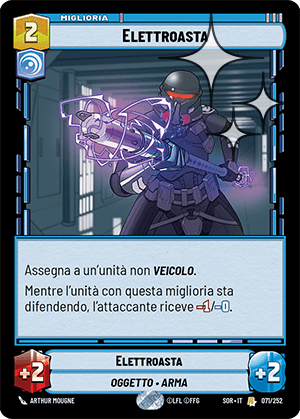 MIGLIORIA
2
ELETTROASTA
Assegna a un'unità non VEICOLO.
Mentre l'unità con questa miglioria sta
difendendo, l'attaccante riceve –1/–0.
ELETTROASTA
OGGETTO • ARMA
+2
+2
ARTHUR MOUGNE
©LFL ©FFG
SOR • IT
071/252